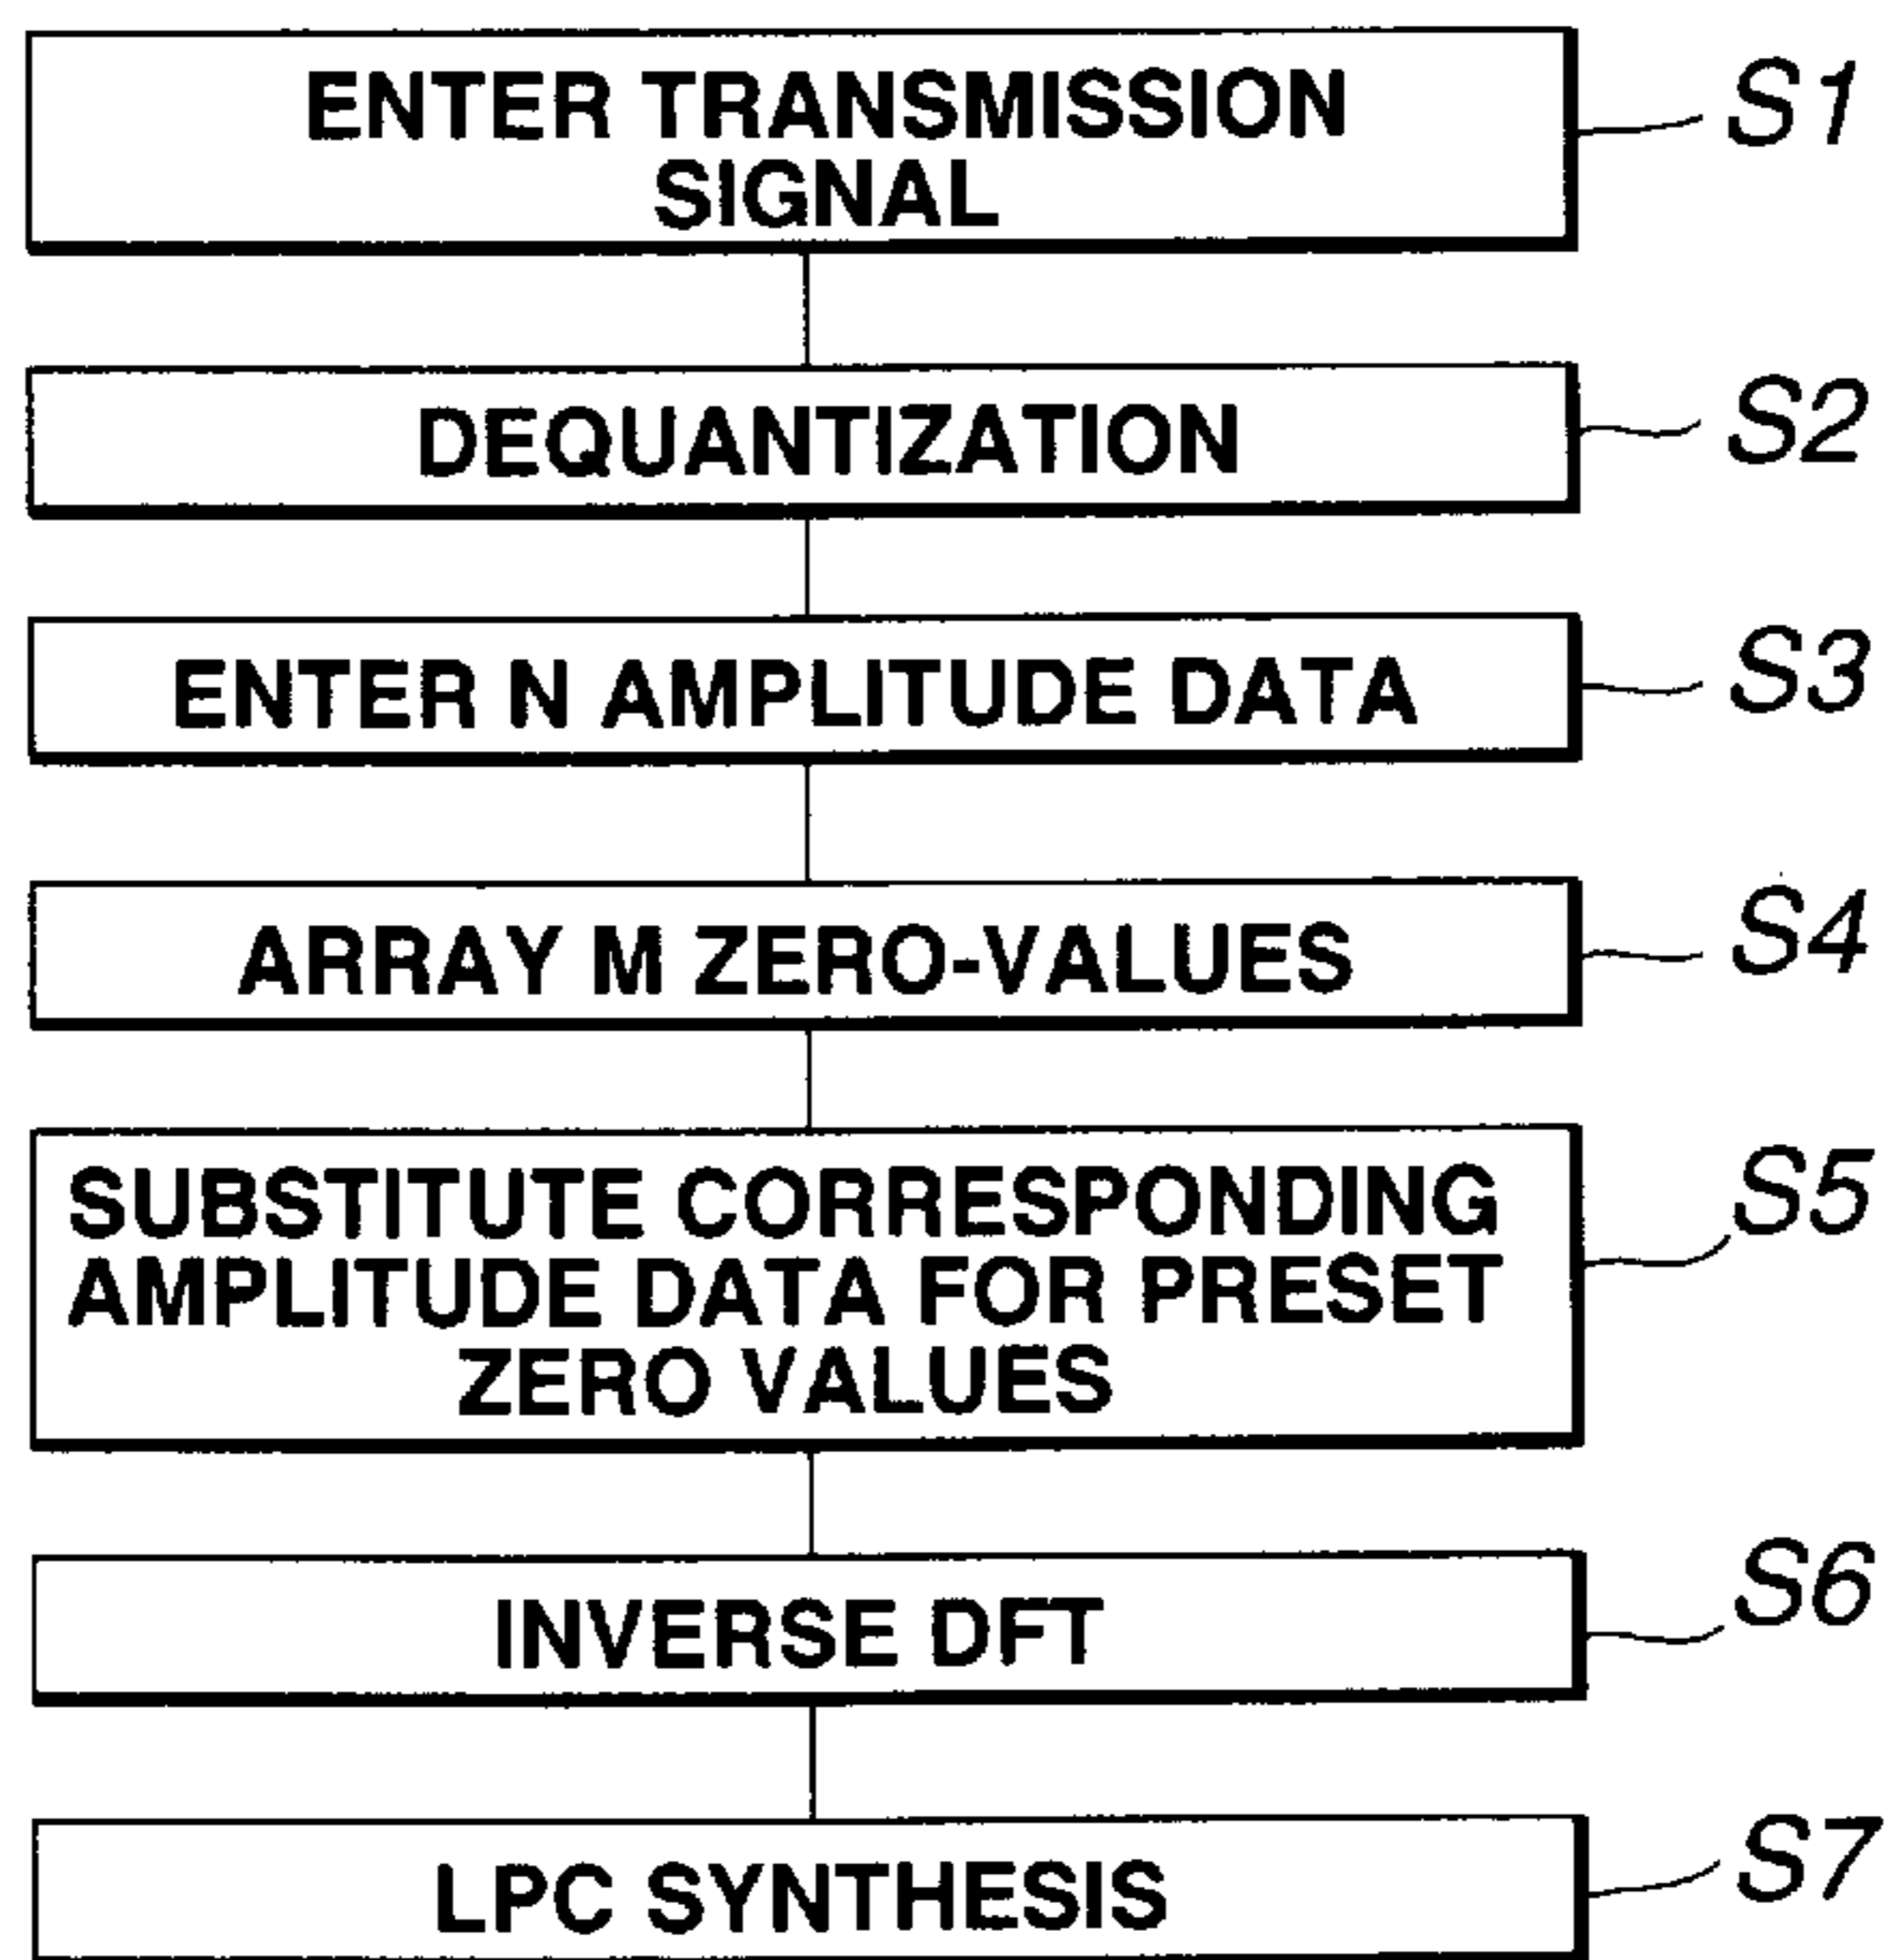 ENTER TRANSMISSION
SIGNAL
S1
DEQUANTIZATION
S2
ENTER N AMPLITUDE DATA
S3
ARRAY M ZERO-VALUES
S4
SUBSTITUTE CORRESPONDING
AMPLITUDE DATA FOR PRESET
ZERO VALUES
S5
INVERSE DFT
S6
LPC SYNTHESIS
S7